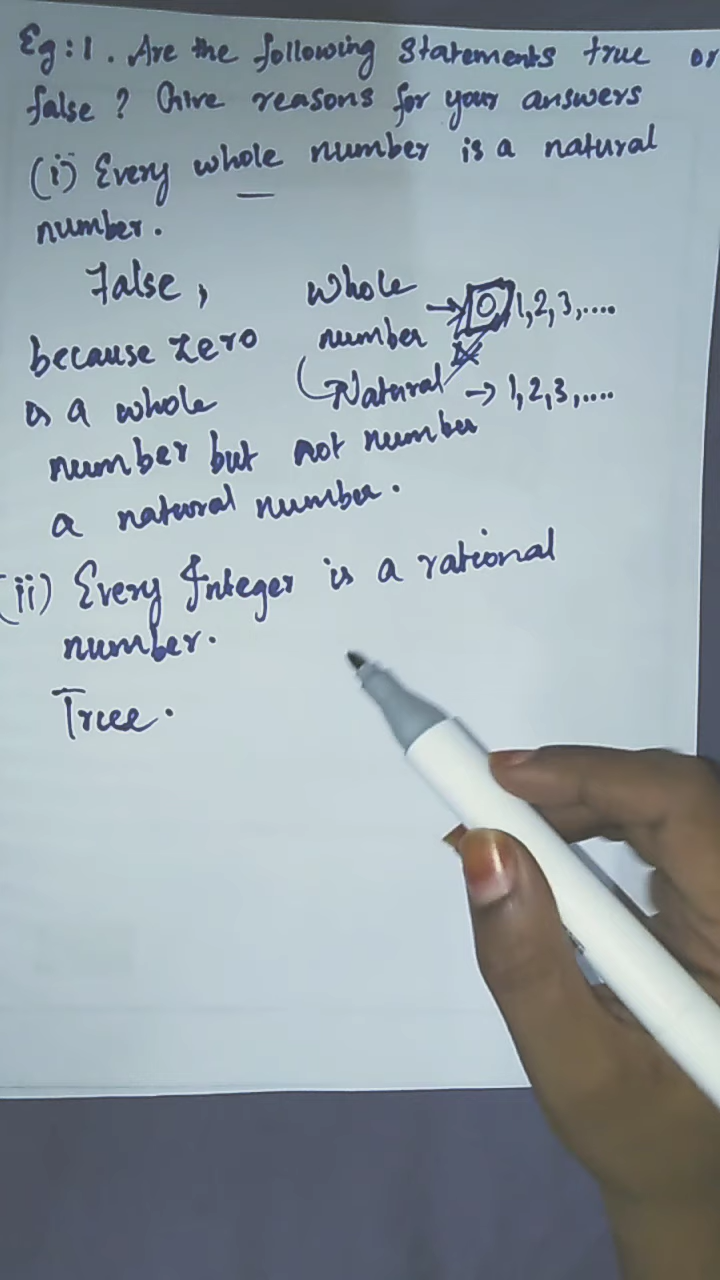 Eg:1. Are the following statements true or
false ? Give reasons for your answers
(i) Every whole number is a natural
number.
False,
because zero
is a whole
number but not
a natural number.
Whole
number → 0 1,2,3,....
Natural → 1,2,3,....
number
(ii) Every Integer is a rational
number.
True.